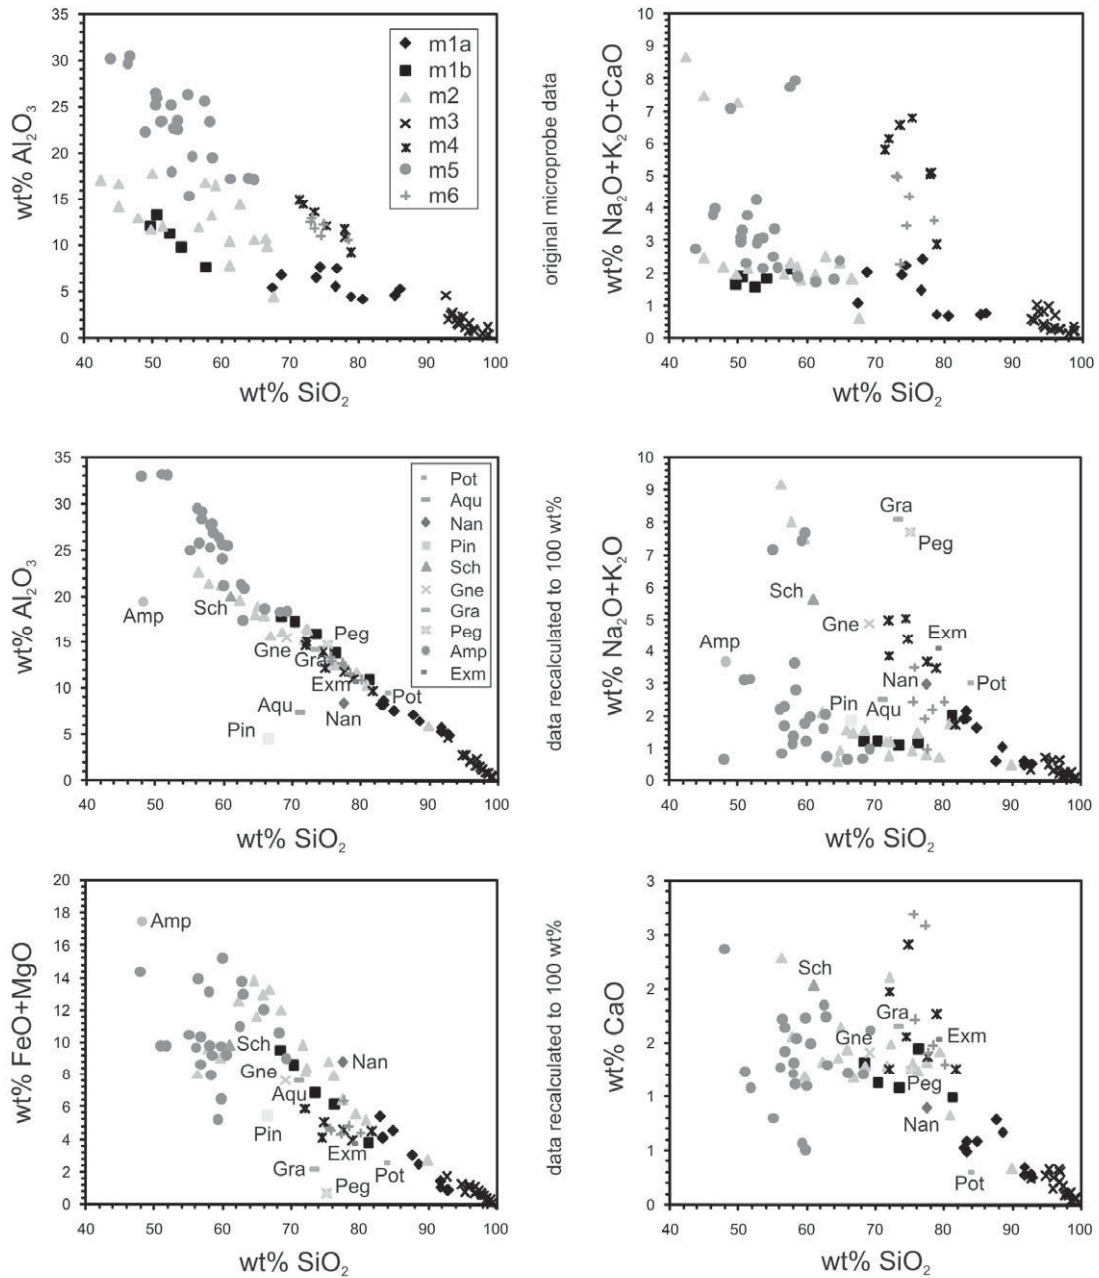 35
30
25
20
15
10
5
0
wt% Al₂O₃
40 50 60 70 80 90 100
wt% SiO₂
m1a
m1b
m2
m3
m4
m5
m6
original microprobe data
10
9
8
7
6
5
4
3
2
1
0
wt% Na₂O+K₂O+CaO
40 50 60 70 80 90 100
wt% SiO₂
35
30
25
20
15
10
5
0
wt% Al₂O₃
40 50 60 70 80 90 100
wt% SiO₂
Pot
Aqu
Nan
Pin
Sch
Gne
Gra
Peg
Amp
Exm
Amp
Sch
Gne
Peg
Gra
Exm
Pot
Aqu
Nan
Pin
data recalculated to 100 wt%
10
9
8
7
6
5
4
3
2
1
0
wt% Na₂O+K₂O
40 50 60 70 80 90 100
wt% SiO₂
Gra
Peg
Sch
Gne
Exm
Amp
Nan
Pot
Pin
Aqu
20
18
16
14
12
10
8
6
4
2
0
wt% FeO+MgO
40 50 60 70 80 90 100
wt% SiO₂
Amp
Sch
Nan
Gne
Aqu
Pin
Exm
Gra
Pot
Peg
data recalculated to 100 wt%
3
3
2
2
1
1
0
wt% CaO
40 50 60 70 80 90 100
wt% SiO₂
Sch
Gra
Gne
Exm
Peg
Nan
Pot